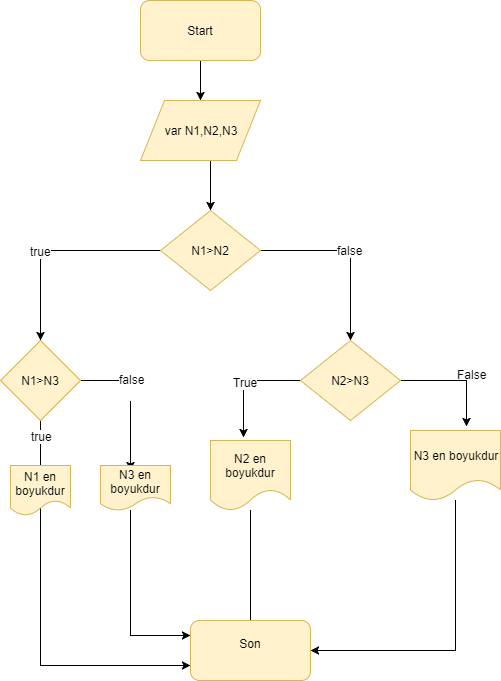 Start
var N1,N2,N3
N1>N2
true
false
N1>N3
false
true
N2>N3
True
False
N1 en
boyukdur
N3 en
boyukdur
N2 en
boyukdur
N3 en boyukdur
Son